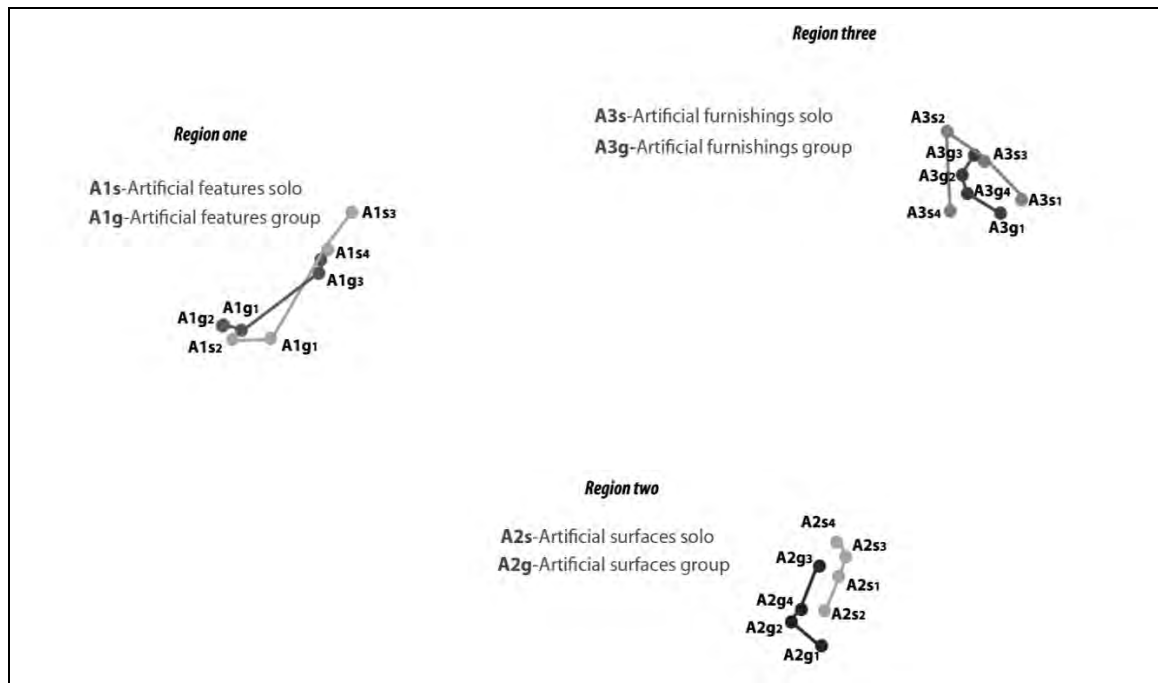 Region three
A3s-Artificial furnishings solo
A3g-Artificial furnishings group
A3s2
A3g3
A3s3
A3g2
A3g4
A3s1
A3s4
A3g1
Region one
A1s-Artificial features solo
A1g-Artificial features group
A1s3
A1s4
A1g3
A1g1
A1g2
A1s2
A1g1
Region two
A2s-Artificial surfaces solo
A2g-Artificial surfaces group
A2s4
A2s3
A2g3
A2s1
A2g4
A2s2
A2g2
A2g1